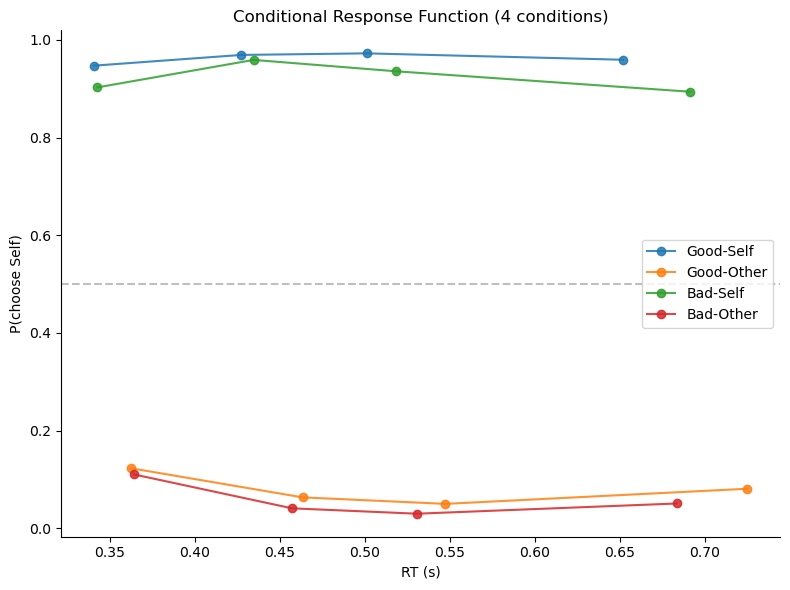 Conditional Response Function (4 conditions)
P(choose Self)
1.0
0.8
0.6
0.4
0.2
0.0
Good-Self
Good-Other
Bad-Self
Bad-Other
0.35 0.40 0.45 0.50 0.55 0.60 0.65 0.70
RT (s)